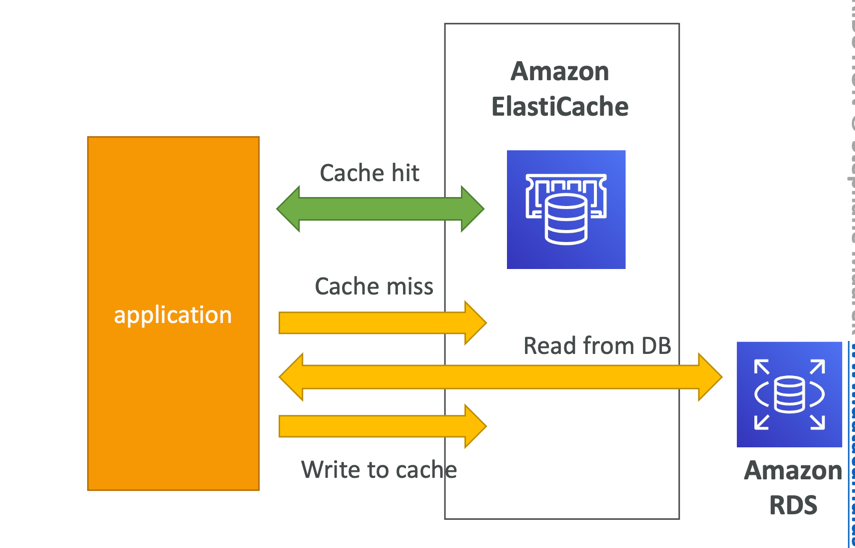 Amazon
ElastiCache
Cache hit
Cache miss
application
Read from DB
Write to cache
Amazon
RDS